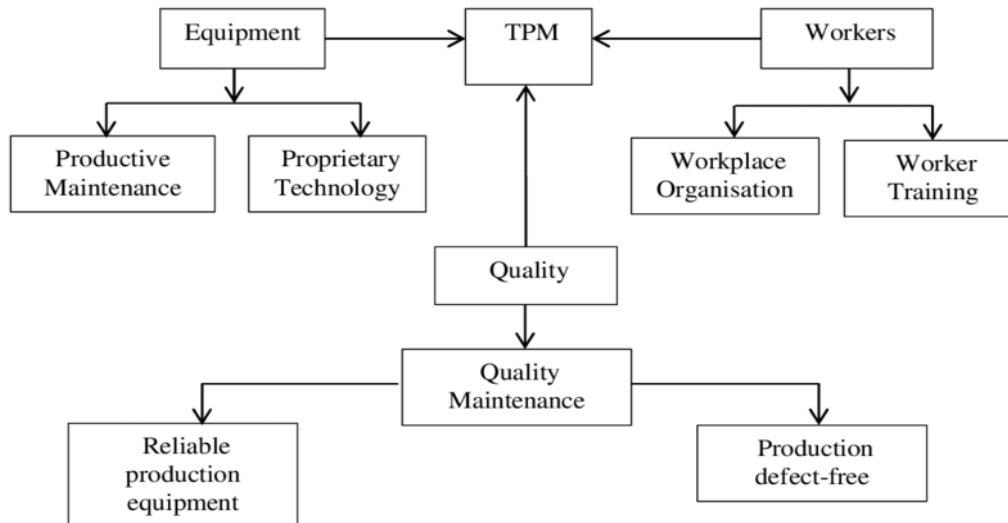 Equipment
TPM
Workers
Productive
Maintenance
Proprietary
Technology
Workplace
Organisation
Worker
Training
Quality
Quality
Maintenance
Reliable
production
equipment
Production
defect-free